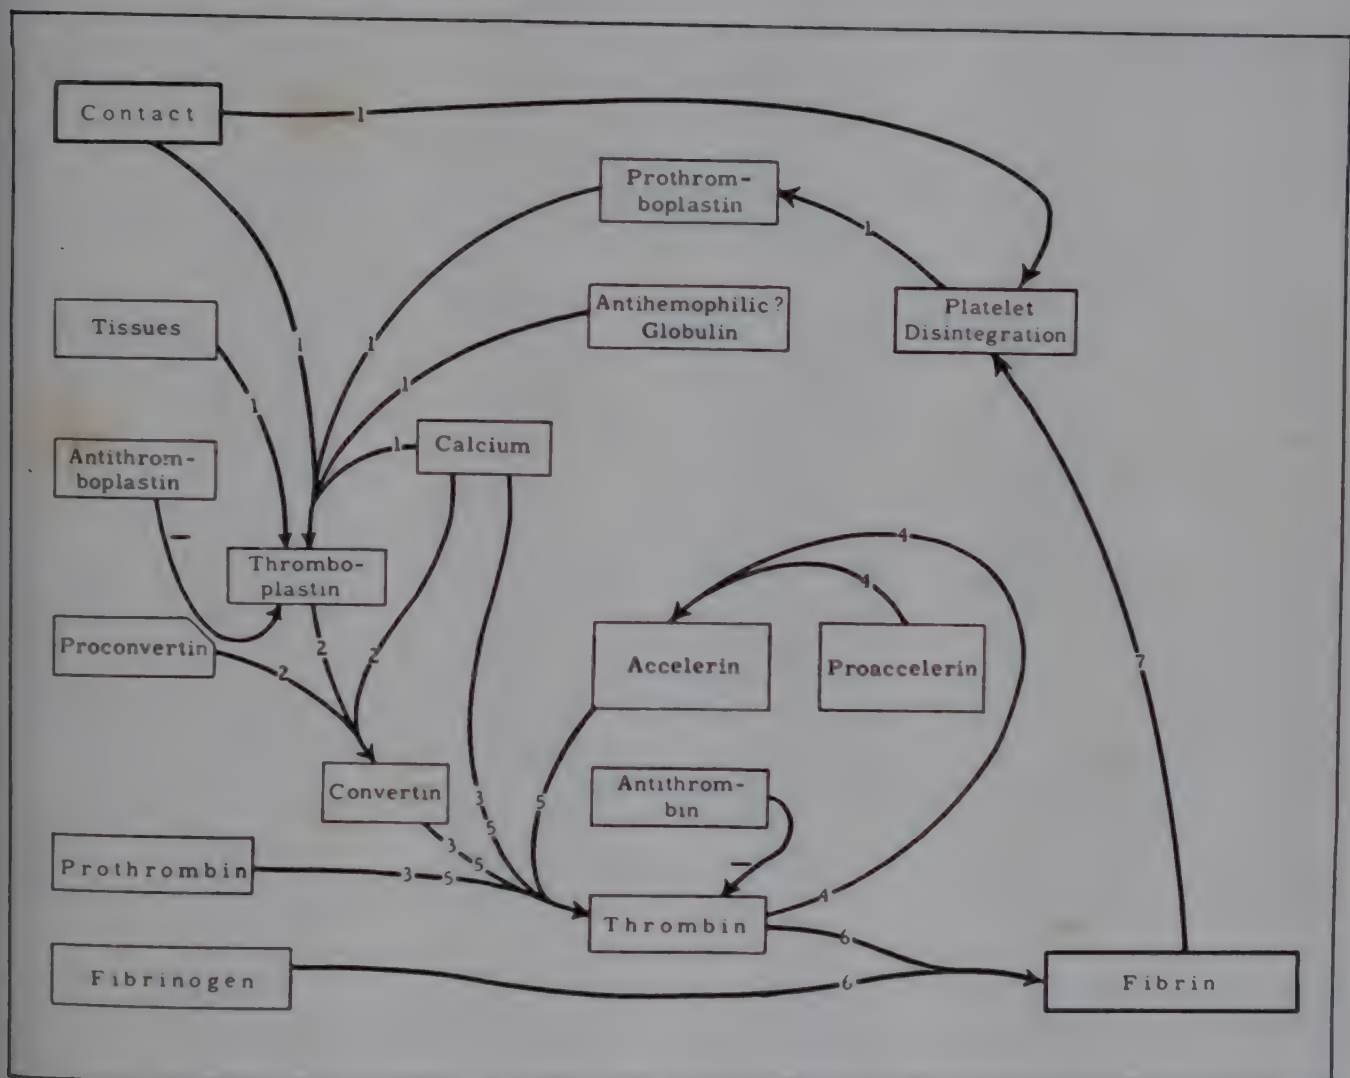 Contact
1
Prothrom-
boplastin
1
Antihemophilic?
Globulin
Platelet
Disintegration
Tissues
1
1
1
1
Calcium
1
Antithrom-
boplastin
–
Thrombo-
plastin
4
4
Proconvertin
2
2
2
Accelerin
Proaccelerin
7
Convertin
3
5
5
Antithrom-
bin
–
3
5
Prothrombin
3
5
Thrombin
4
6
Fibrinogen
6
Fibrin